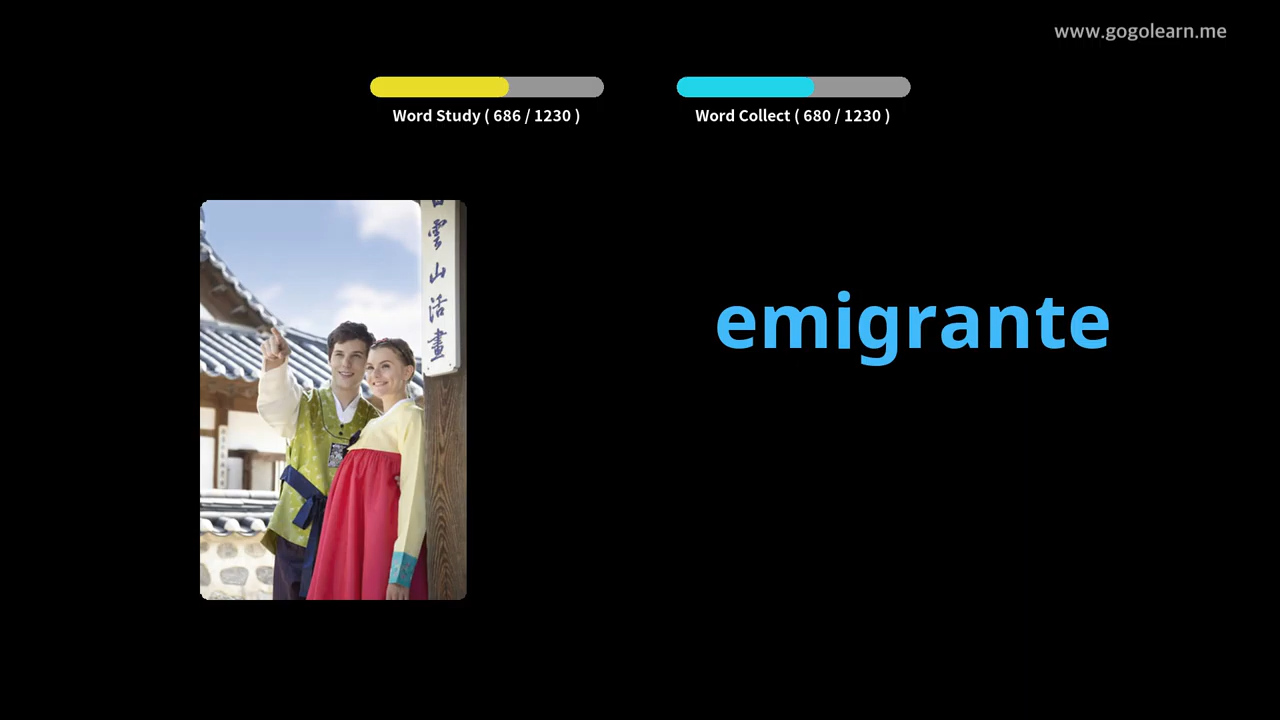 www.gogolearn.me
Word Study ( 686 / 1230 )
Word Collect ( 680 / 1230 )
雲
山
活
畫
emigrante